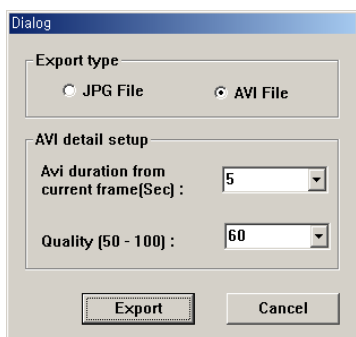 Dialog
Export type
JPG File
AVI File
AVI detail setup
Avi duration from
current frame(Sec) :
5
Quality (50 - 100) :
60
Export
Cancel